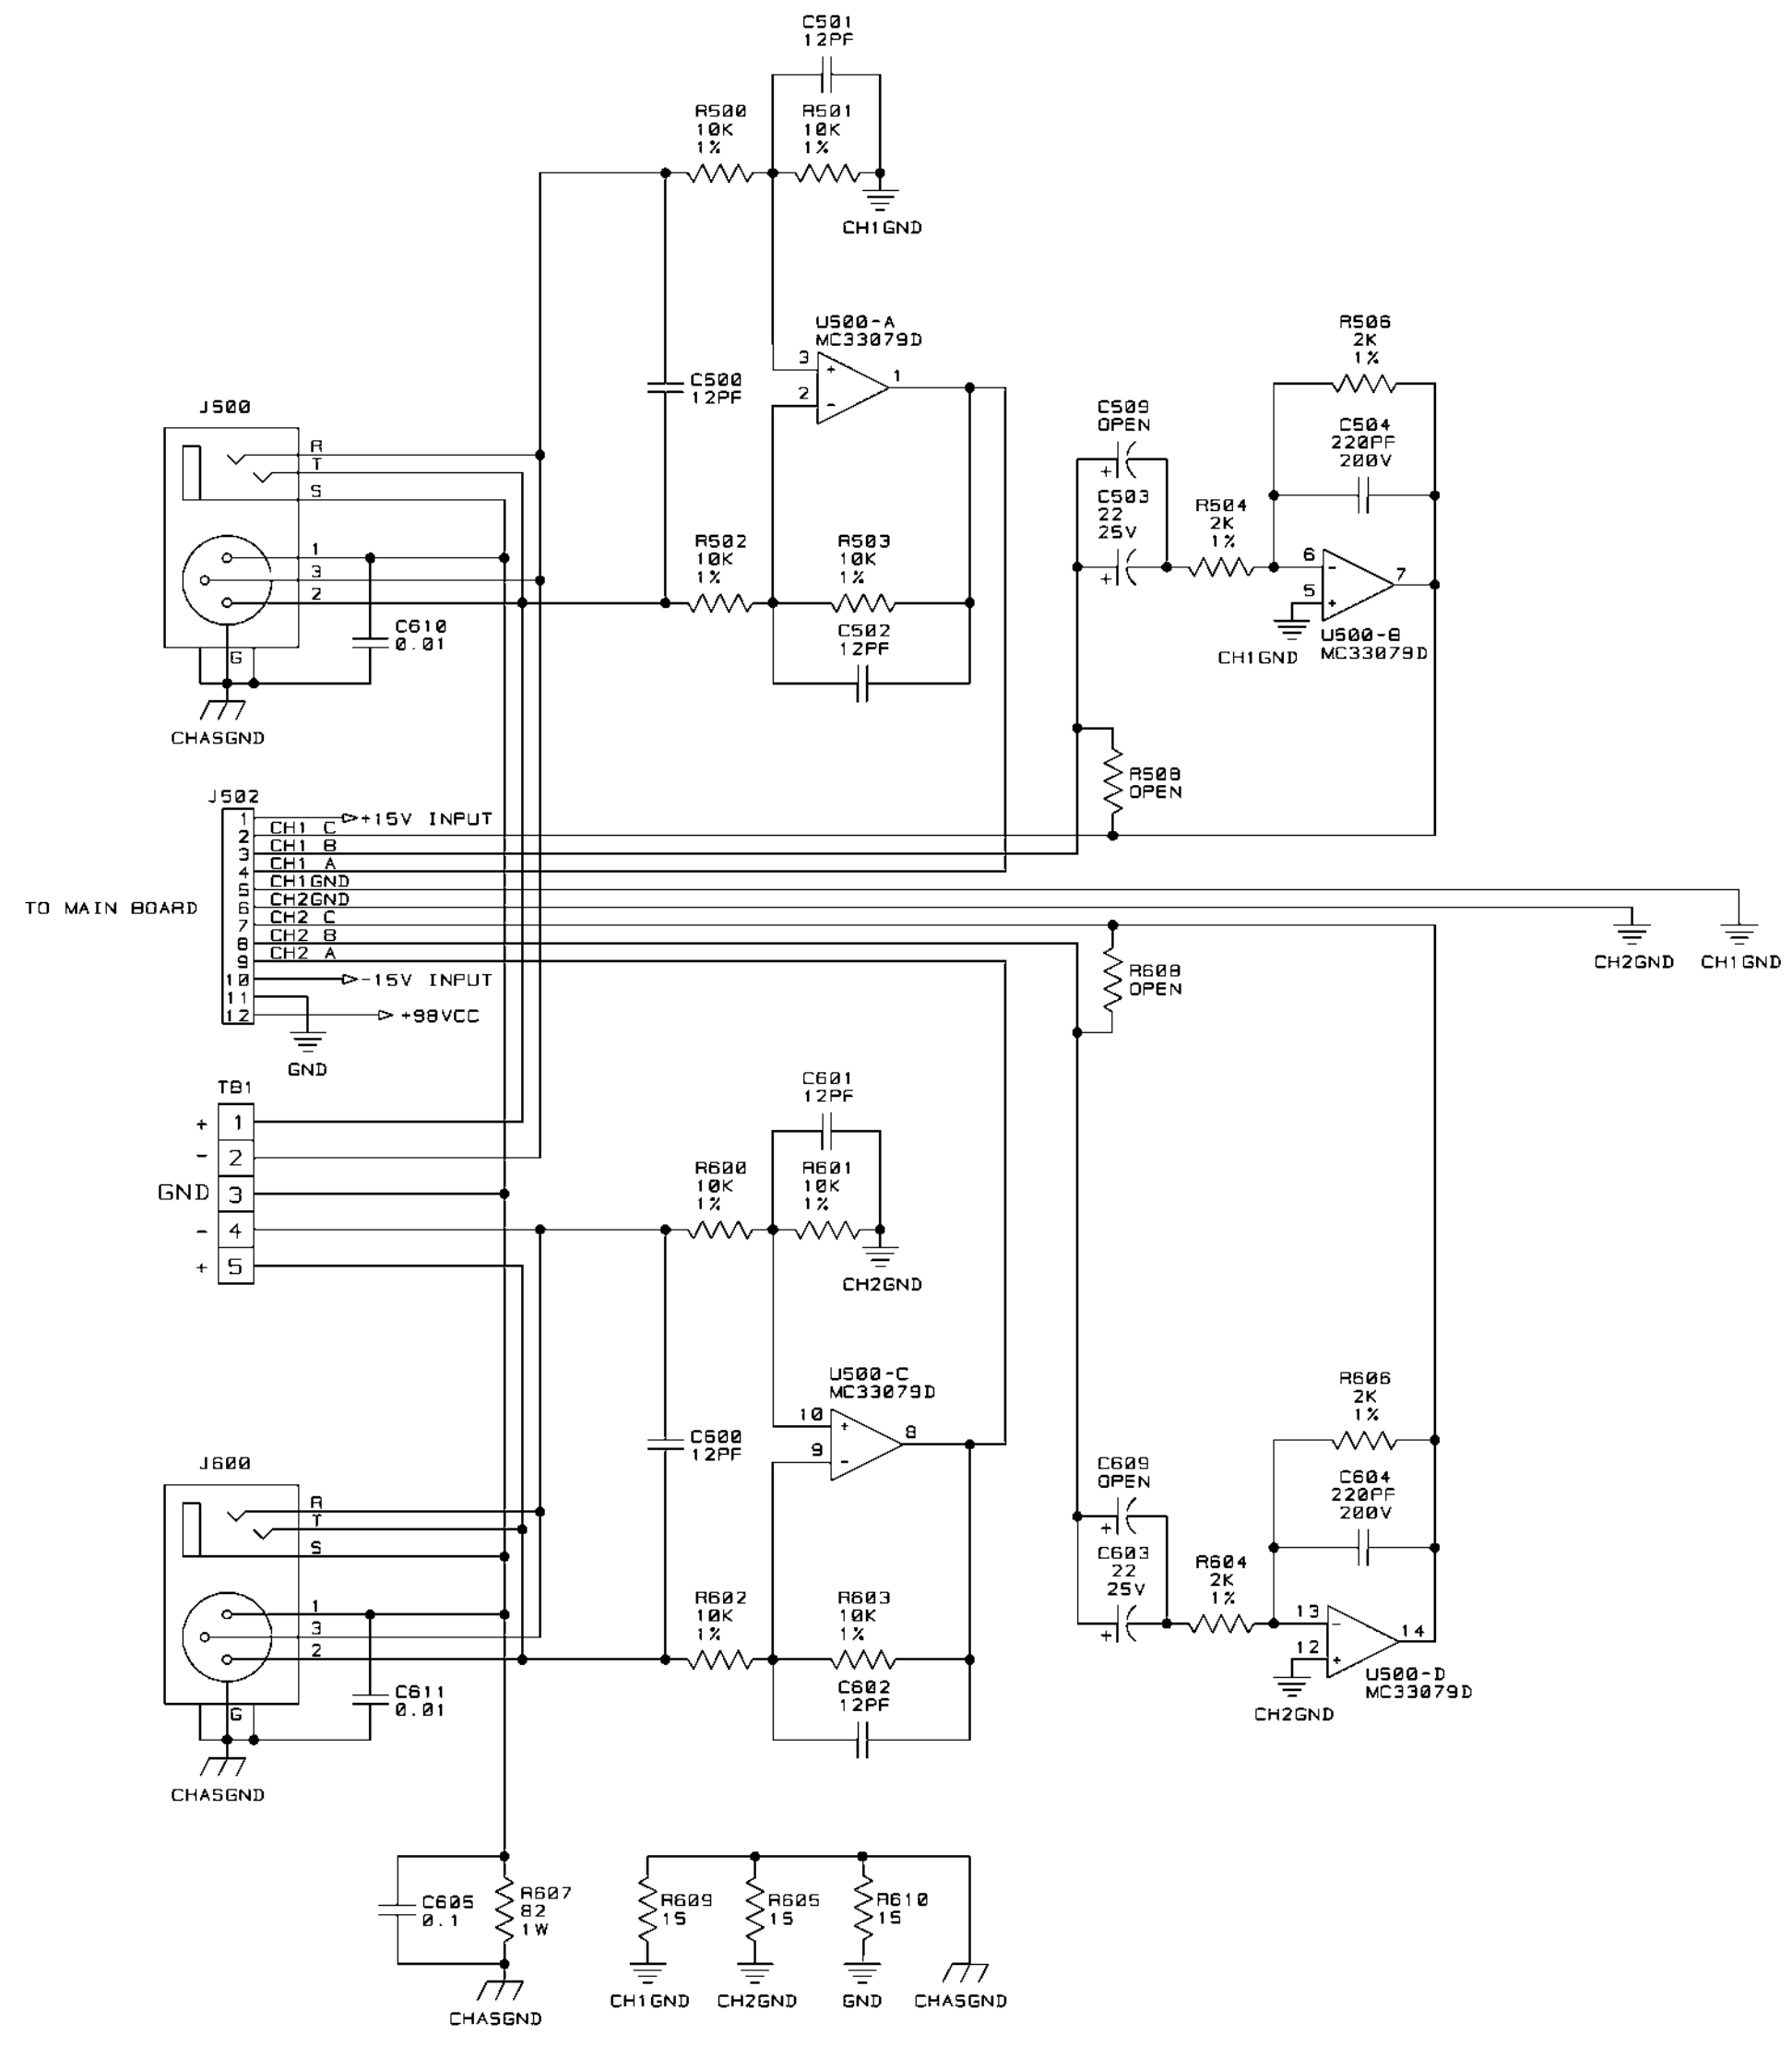 C501
12PF
R500
10K
1%
R501
10K
1%
CH1GND
U500-A
MC33079D
3
+
2
-
1
C500
12PF
R506
2K
1%
J500
C509
OPEN
+
C504
220PF
200V
R
T
S
C503
22
25V
+
R504
2K
1%
R502
10K
1%
R503
10K
1%
6
-
5
+
7
1
3
2
C502
12PF
C610
0.01
G
CH1GND
U500-B
MC33079D
CHASGND
R508
OPEN
J502
1
+15V INPUT
2
CH1 C
3
CH1 B
4
CH1 A
5
CH1GND
TO MAIN BOARD
6
CH2GND
7
CH2 C
8
CH2 B
9
CH2 A
10
-15V INPUT
11
12
+98VCC
GND
R608
OPEN
CH2GND
CH1GND
TB1
+ 1
- 2
GND 3
- 4
+ 5
C601
12PF
R600
10K
1%
R601
10K
1%
CH2GND
U500-C
MC33079D
10
+
9
-
8
C600
12PF
R606
2K
1%
J600
C609
OPEN
+
C604
220PF
200V
R
T
S
C603
22
25V
+
R604
2K
1%
R602
10K
1%
R603
10K
1%
13
-
12
+
14
1
3
2
C602
12PF
C611
0.01
G
CH2GND
U500-D
MC33079D
CHASGND
C605
0.1
R607
82
1W
R609
15
R605
15
R610
15
CHASGND
CH1GND
CH2GND
GND
CHASGND